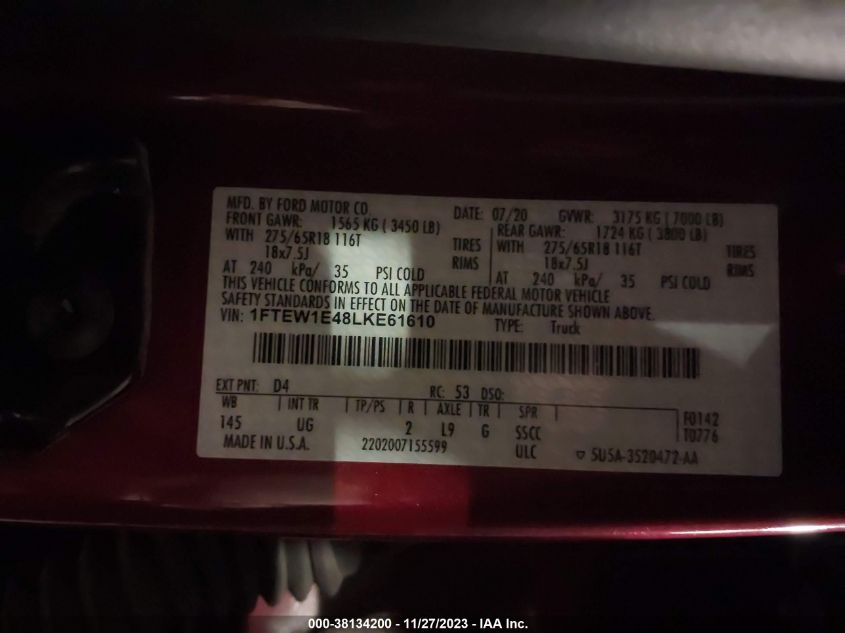 MFD. BY FORD MOTOR CO. DATE: 07/20 GVWR: 3175 KG ( 7000 LB)
FRONT GAWR: 1565 KG ( 3450 LB) REAR GAWR: 1724 KG ( 3800 LB)
WITH 275/65R18 116T TIRES WITH 275/65R18 116T TIRES
18x7.5J RIMS 18x7.5J RIMS
AT 240 kPa/ 35 PSI COLD AT 240 kPa/ 35 PSI COLD
THIS VEHICLE CONFORMS TO ALL APPLICABLE FEDERAL MOTOR VEHICLE
SAFETY STANDARDS IN EFFECT ON THE DATE OF MANUFACTURE SHOWN ABOVE.
VIN: 1FTEW1E48LKE61610 TYPE: Truck
EXT PNT: D4 RC: 53 DSO:
WB INT TR TP/PS R AXLE TR SPR F0142
145 UG 2 L9 G SSCC T0776
MADE IN U.S.A. 2202007155599 ULC 5U5A-3520472-AA
000-38134200 - 11/27/2023 - IAA Inc.